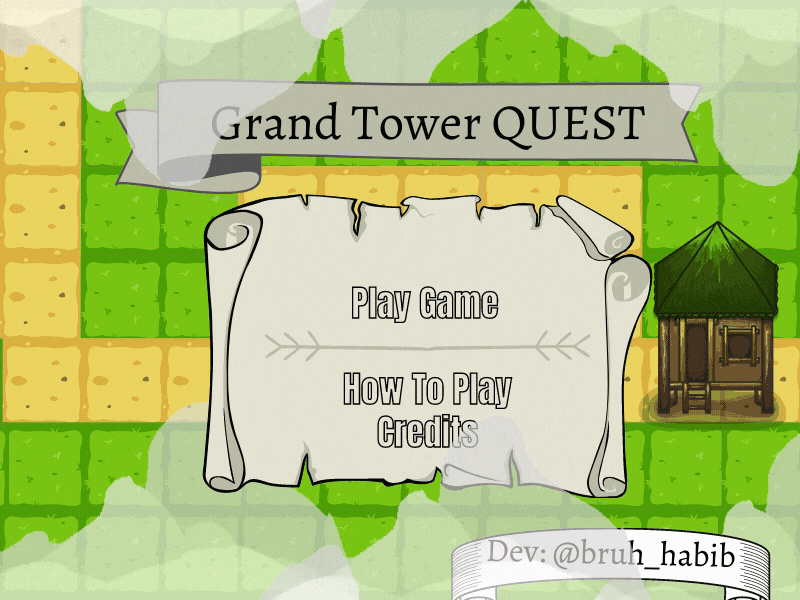 Grand Tower QUEST
Play Game
How To Play
Credits
Dev: @bruh_habib